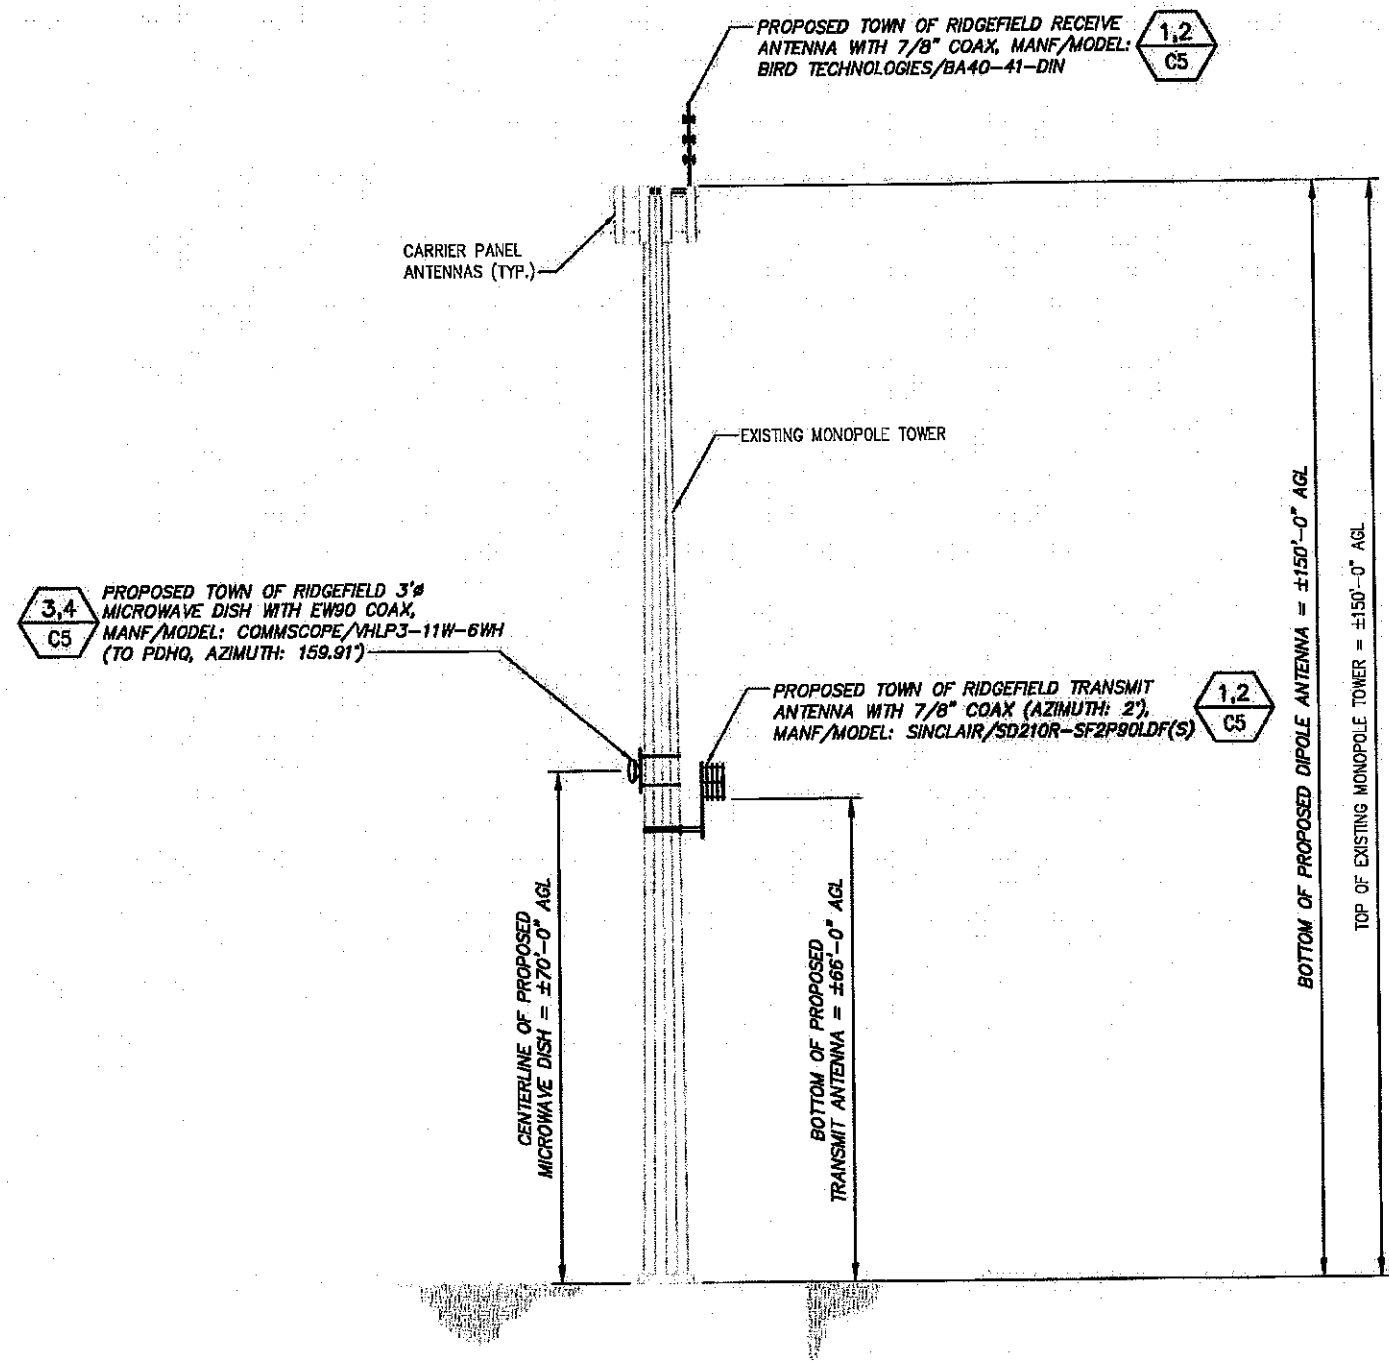 PROPOSED TOWN OF RIDGEFIELD RECEIVE
ANTENNA WITH 7/8" COAX, MANF/MODEL:
BIRD TECHNOLOGIES/BA40-41-DIN
1,2
C5
CARRIER PANEL
ANTENNAS (TYP.)
EXISTING MONOPOLE TOWER
3,4
C5
PROPOSED TOWN OF RIDGEFIELD 3'ø
MICROWAVE DISH WITH EW90 COAX,
MANF/MODEL: COMMSCOPE/VHLP3-11W-6WH
(TO PDHQ, AZIMUTH: 159.91°)
PROPOSED TOWN OF RIDGEFIELD TRANSMIT
ANTENNA WITH 7/8" COAX (AZIMUTH: 2°),
MANF/MODEL: SINCLAIR/SD210R-SF2P90LDF(S)
1,2
C5
CENTERLINE OF PROPOSED
MICROWAVE DISH = ±70'-0" AGL
BOTTOM OF PROPOSED
TRANSMIT ANTENNA = ±66'-0" AGL
BOTTOM OF PROPOSED DIPOLE ANTENNA = ±150'-0" AGL
TOP OF EXISTING MONOPOLE TOWER = ±150'-0" AGL